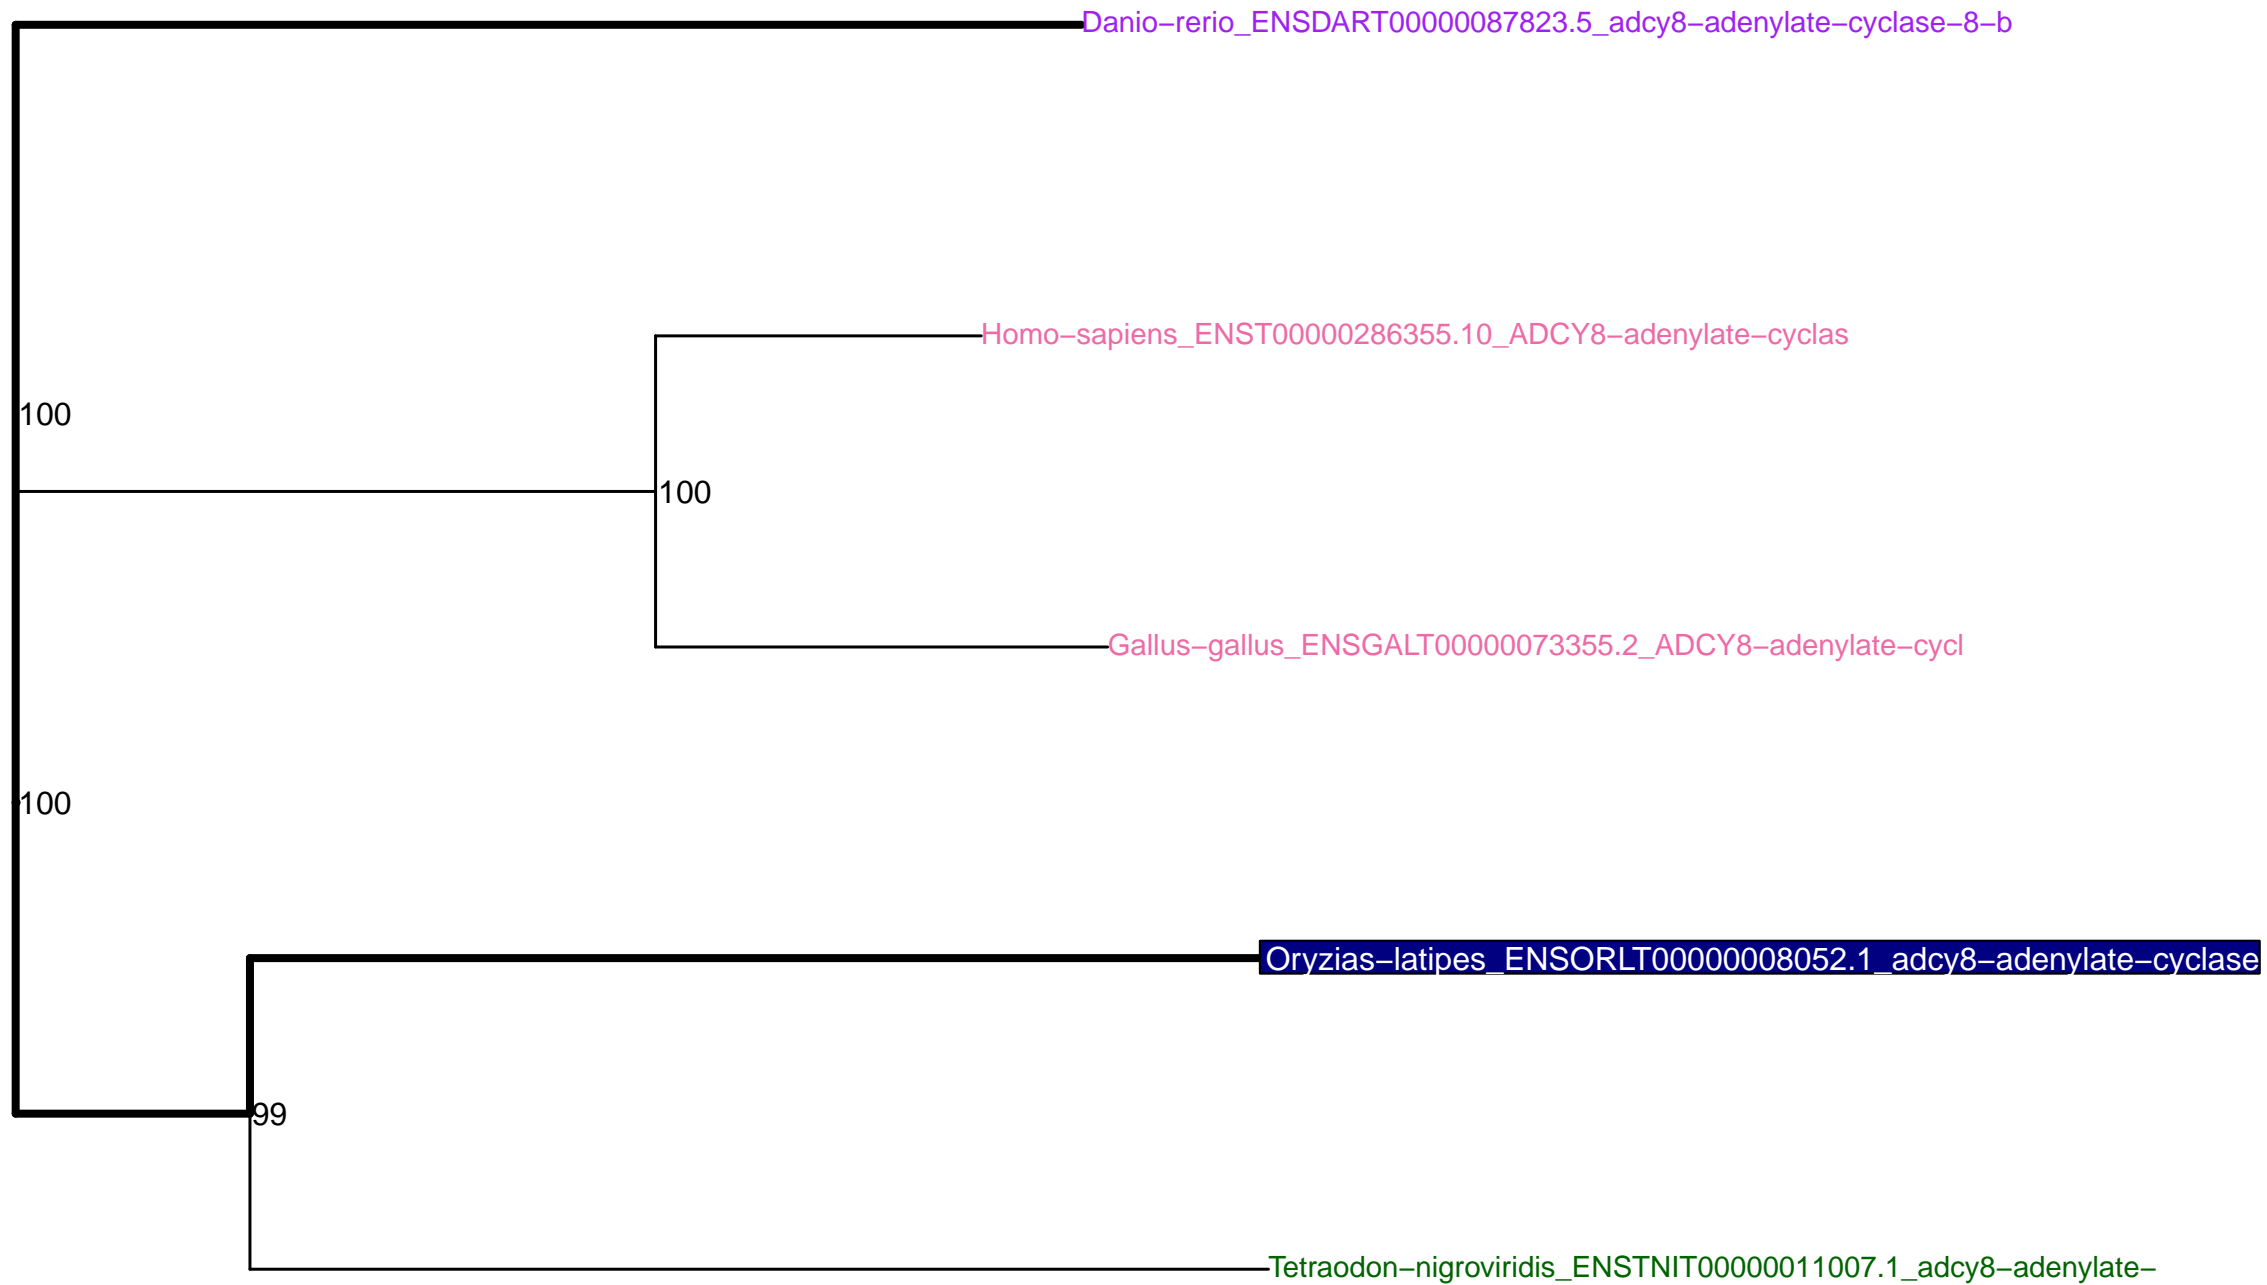 Danio−rerio_ENSDART00000087823.5_adcy8−adenylate−cyclase−8−b
Homo−sapiens_ENST00000286355.10_ADCY8−adenylate−cyclas
100
100
Gallus−gallus_ENSGALT00000073355.2_ADCY8−adenylate−cycl
100
Oryzias−latipes_ENSORLT00000008052.1_adcy8−adenylate−cyclase
99
Tetraodon−nigroviridis_ENSTNIT00000011007.1_adcy8−adenylate−